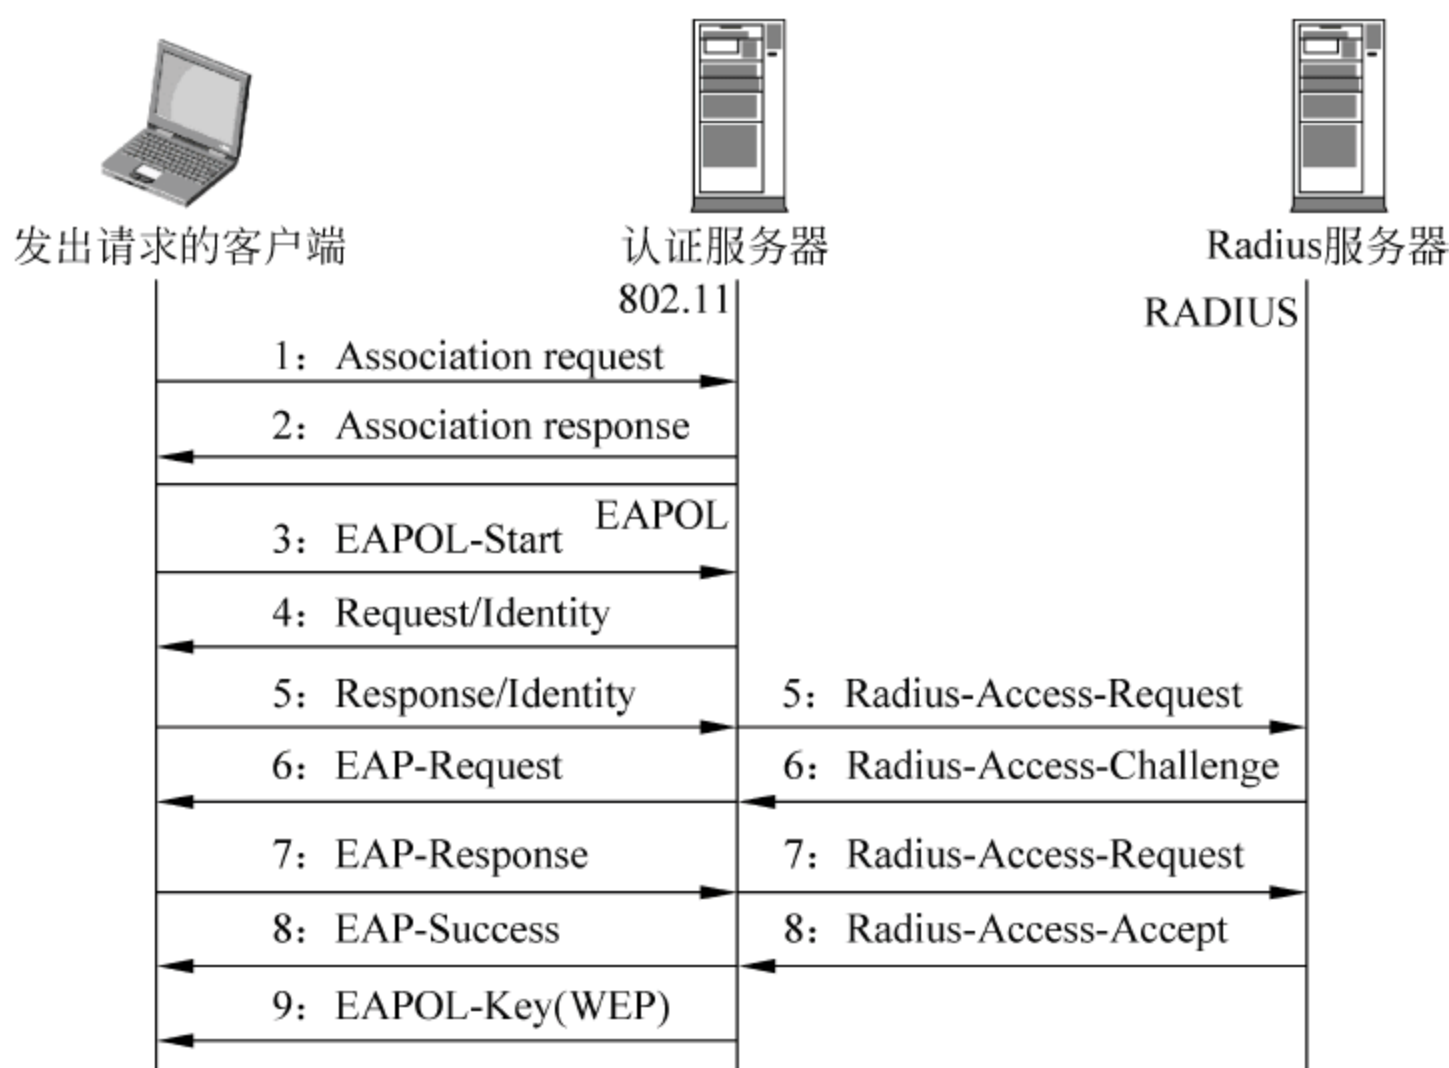 发出请求的客户端
认证服务器
Radius服务器
802.11
RADIUS
1：Association request
2：Association response
EAPOL
3：EAPOL-Start
4：Request/Identity
5：Response/Identity
5：Radius-Access-Request
6：EAP-Request
6：Radius-Access-Challenge
7：EAP-Response
7：Radius-Access-Request
8：EAP-Success
8：Radius-Access-Accept
9：EAPOL-Key(WEP)